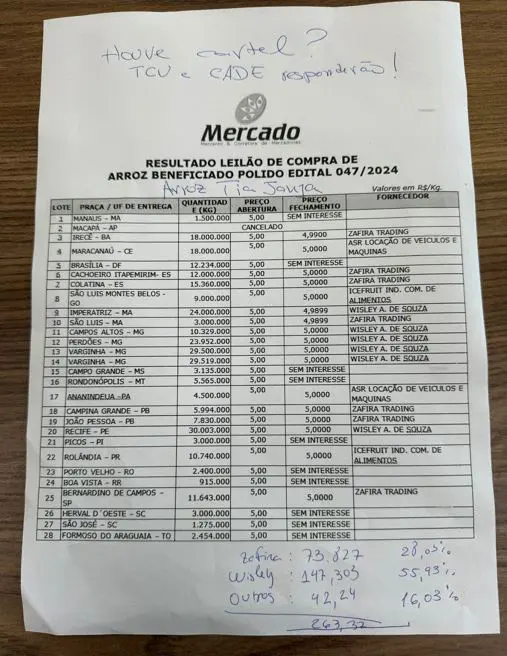 Houve cartel?
TCU e CADE responderão!
Mercado
Mercantil & Corretora de Mercadorias
RESULTADO LEILÃO DE COMPRA DE
ARROZ BENEFICIADO POLIDO EDITAL 047/2024
Arroz Tia Janja
Valores em R$/Kg.
LOTE PRAÇA / UF DE ENTREGA QUANTIDADE (KG) PREÇO ABERTURA PREÇO FECHAMENTO FORNECEDOR
1 MANAUS – MA 1.500.000 5,00 SEM INTERESSE
2 MACAPÁ – AP CANCELADO
3 IRECÊ – BA 18.000.000 5,00 4,9900 ZAFIRA TRADING
4 MARACANAÚ – CE 18.000.000 5,00 5,0000 ASR LOCAÇÃO DE VEICULOS E MAQUINAS
5 BRASÍLIA – DF 12.234.000 5,00 SEM INTERESSE
6 CACHOEIRO ITAPEMIRIM- ES 12.000.000 5,00 5,0000 ZAFIRA TRADING
7 COLATINA – ES 15.360.000 5,00 5,0000 ZAFIRA TRADING
8 SÃO LUIS MONTES BELOS - GO 9.000.000 5,00 5,0000 ICEFRUIT IND. COM. DE ALIMENTOS
9 IMPERATRIZ – MA 24.000.000 5,00 4,9899 WISLEY A. DE SOUZA
10 SÃO LUIS – MA 3.000.000 5,00 4,9899 ZAFIRA TRADING
11 CAMPOS ALTOS – MG 10.329.000 5,00 5,0000 WISLEY A. DE SOUZA
12 PERDÕES – MG 23.952.000 5,00 5,0000 WISLEY A. DE SOUZA
13 VARGINHA – MG 29.500.000 5,00 5,0000 WISLEY A. DE SOUZA
14 VARGINHA – MG 29.519.000 5,00 5,0000 WISLEY A. DE SOUZA
15 CAMPO GRANDE – MS 3.135.000 5,00 SEM INTERESSE
16 RONDONÓPOLIS – MT 5.565.000 5,00 SEM INTERESSE
17 ANANINDEUA –PA 4.500.000 5,00 5,0000 ASR LOCAÇÃO DE VEICULOS E MAQUINAS
18 CAMPINA GRANDE – PB 5.994.000 5,00 5,0000 ZAFIRA TRADING
19 JOÃO PESSOA – PB 7.830.000 5,00 5,0000 ZAFIRA TRADING
20 RECIFE – PE 30.003.000 5,00 5,0000 WISLEY A. DE SOUZA
21 PICOS – PI 3.000.000 5,00 SEM INTERESSE
22 ROLÂNDIA – PR 10.740.000 5,00 5,0000 ICEFRUIT IND. COM. DE ALIMENTOS
23 PORTO VELHO – RO 2.400.000 5,00 SEM INTERESSE
24 BOA VISTA – RR 915.000 5,00 SEM INTERESSE
25 BERNARDINO DE CAMPOS – SP 11.643.000 5,00 5,0000 ZAFIRA TRADING
26 HERVAL D´OESTE – SC 3.000.000 5,00 SEM INTERESSE
27 SÃO JOSÉ – SC 1.275.000 5,00 SEM INTERESSE
28 FORMOSO DO ARAGUAIA – TO 2.454.000 5,00 SEM INTERESSE
Zafira: 73.827 28,03%
Wisley: 147,303 55,93%
Outros: 42,24 16,03%
263,37